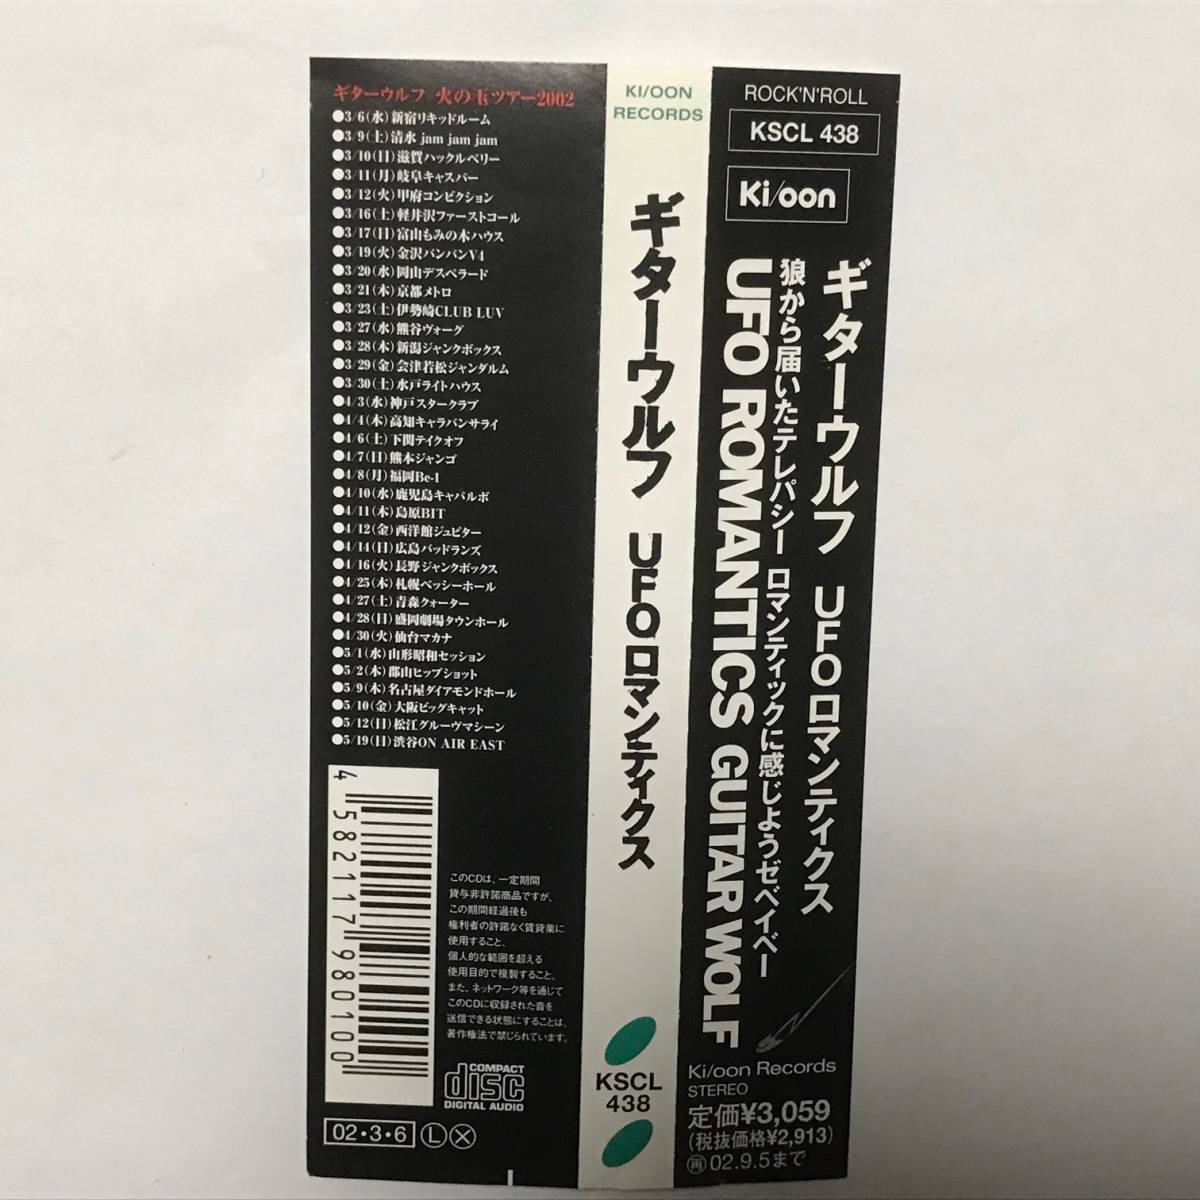 ギターウルフ 火の玉ツアー2002
●3/6(水)新宿リキッドルーム
●3/9(土)清水 jam jam jam
●3/10(日)滋賀ハックルベリー
●3/11(月)岐阜キャスパー
●3/12(火)甲府コンビクション
●3/16(土)軽井沢ファーストコール
●3/17(日)富山もみの木ハウス
●3/19(火)金沢バンバンV4
●3/20(水)岡山デスペラード
●3/21(木)京都メトロ
●3/23(土)伊勢崎CLUB LUV
●3/27(水)熊谷ヴォーグ
●3/28(木)新潟ジャンクボックス
●3/29(金)会津若松ジャンダルム
●3/30(土)水戸ライトハウス
●4/3(水)神戸スタークラブ
●4/4(木)高知キャラバンサライ
●4/6(土)下関テイクオフ
●4/7(日)熊本ジャンゴ
●4/8(月)福岡Be-1
●4/10(水)鹿児島キャパルボ
●4/11(木)島原BIT
●4/12(金)西洋館ジュピター
●4/14(日)広島バッドランズ
●4/16(火)長野ジャンクボックス
●4/25(木)札幌ベッシーホール
●4/27(土)青森クォーター
●4/28(日)盛岡劇場タウンホール
●4/30(火)仙台マカナ
●5/1(水)山形昭和セッション
●5/2(木)郡山ヒップショット
●5/9(木)名古屋ダイアモンドホール
●5/10(金)大阪ビッグキャット
●5/12(日)松江グルーヴマシーン
●5/19(日)渋谷ON AIR EAST
4 582117 980100
このCDは、一定期間
貸与非許諾商品ですが、
この期間経過後も
権利者の許諾なく賃貸業に
使用すること、
個人的な範囲を超える
使用目的で複製すること、
また、ネットワーク等を通じて
このCDに収録された音を
送信できる状態にすることは、
著作権法で禁じられています。
COMPACT
disc
DIGITAL AUDIO
02・3・6 Ⓛ Ⓧ
KI/OON
RECORDS
ギターウルフ UFOロマンティクス
KSCL
438
ROCK'N'ROLL
KSCL 438
Ki/oon
ギターウルフ UFOロマンティクス
狼から届いたテレパシー ロマンティックに感じようゼベイベー
UFO ROMANTICS GUITAR WOLF
Ki/oon Records
STEREO
定価¥3,059
(税抜価格¥2,913)
㊢02.9.5まで